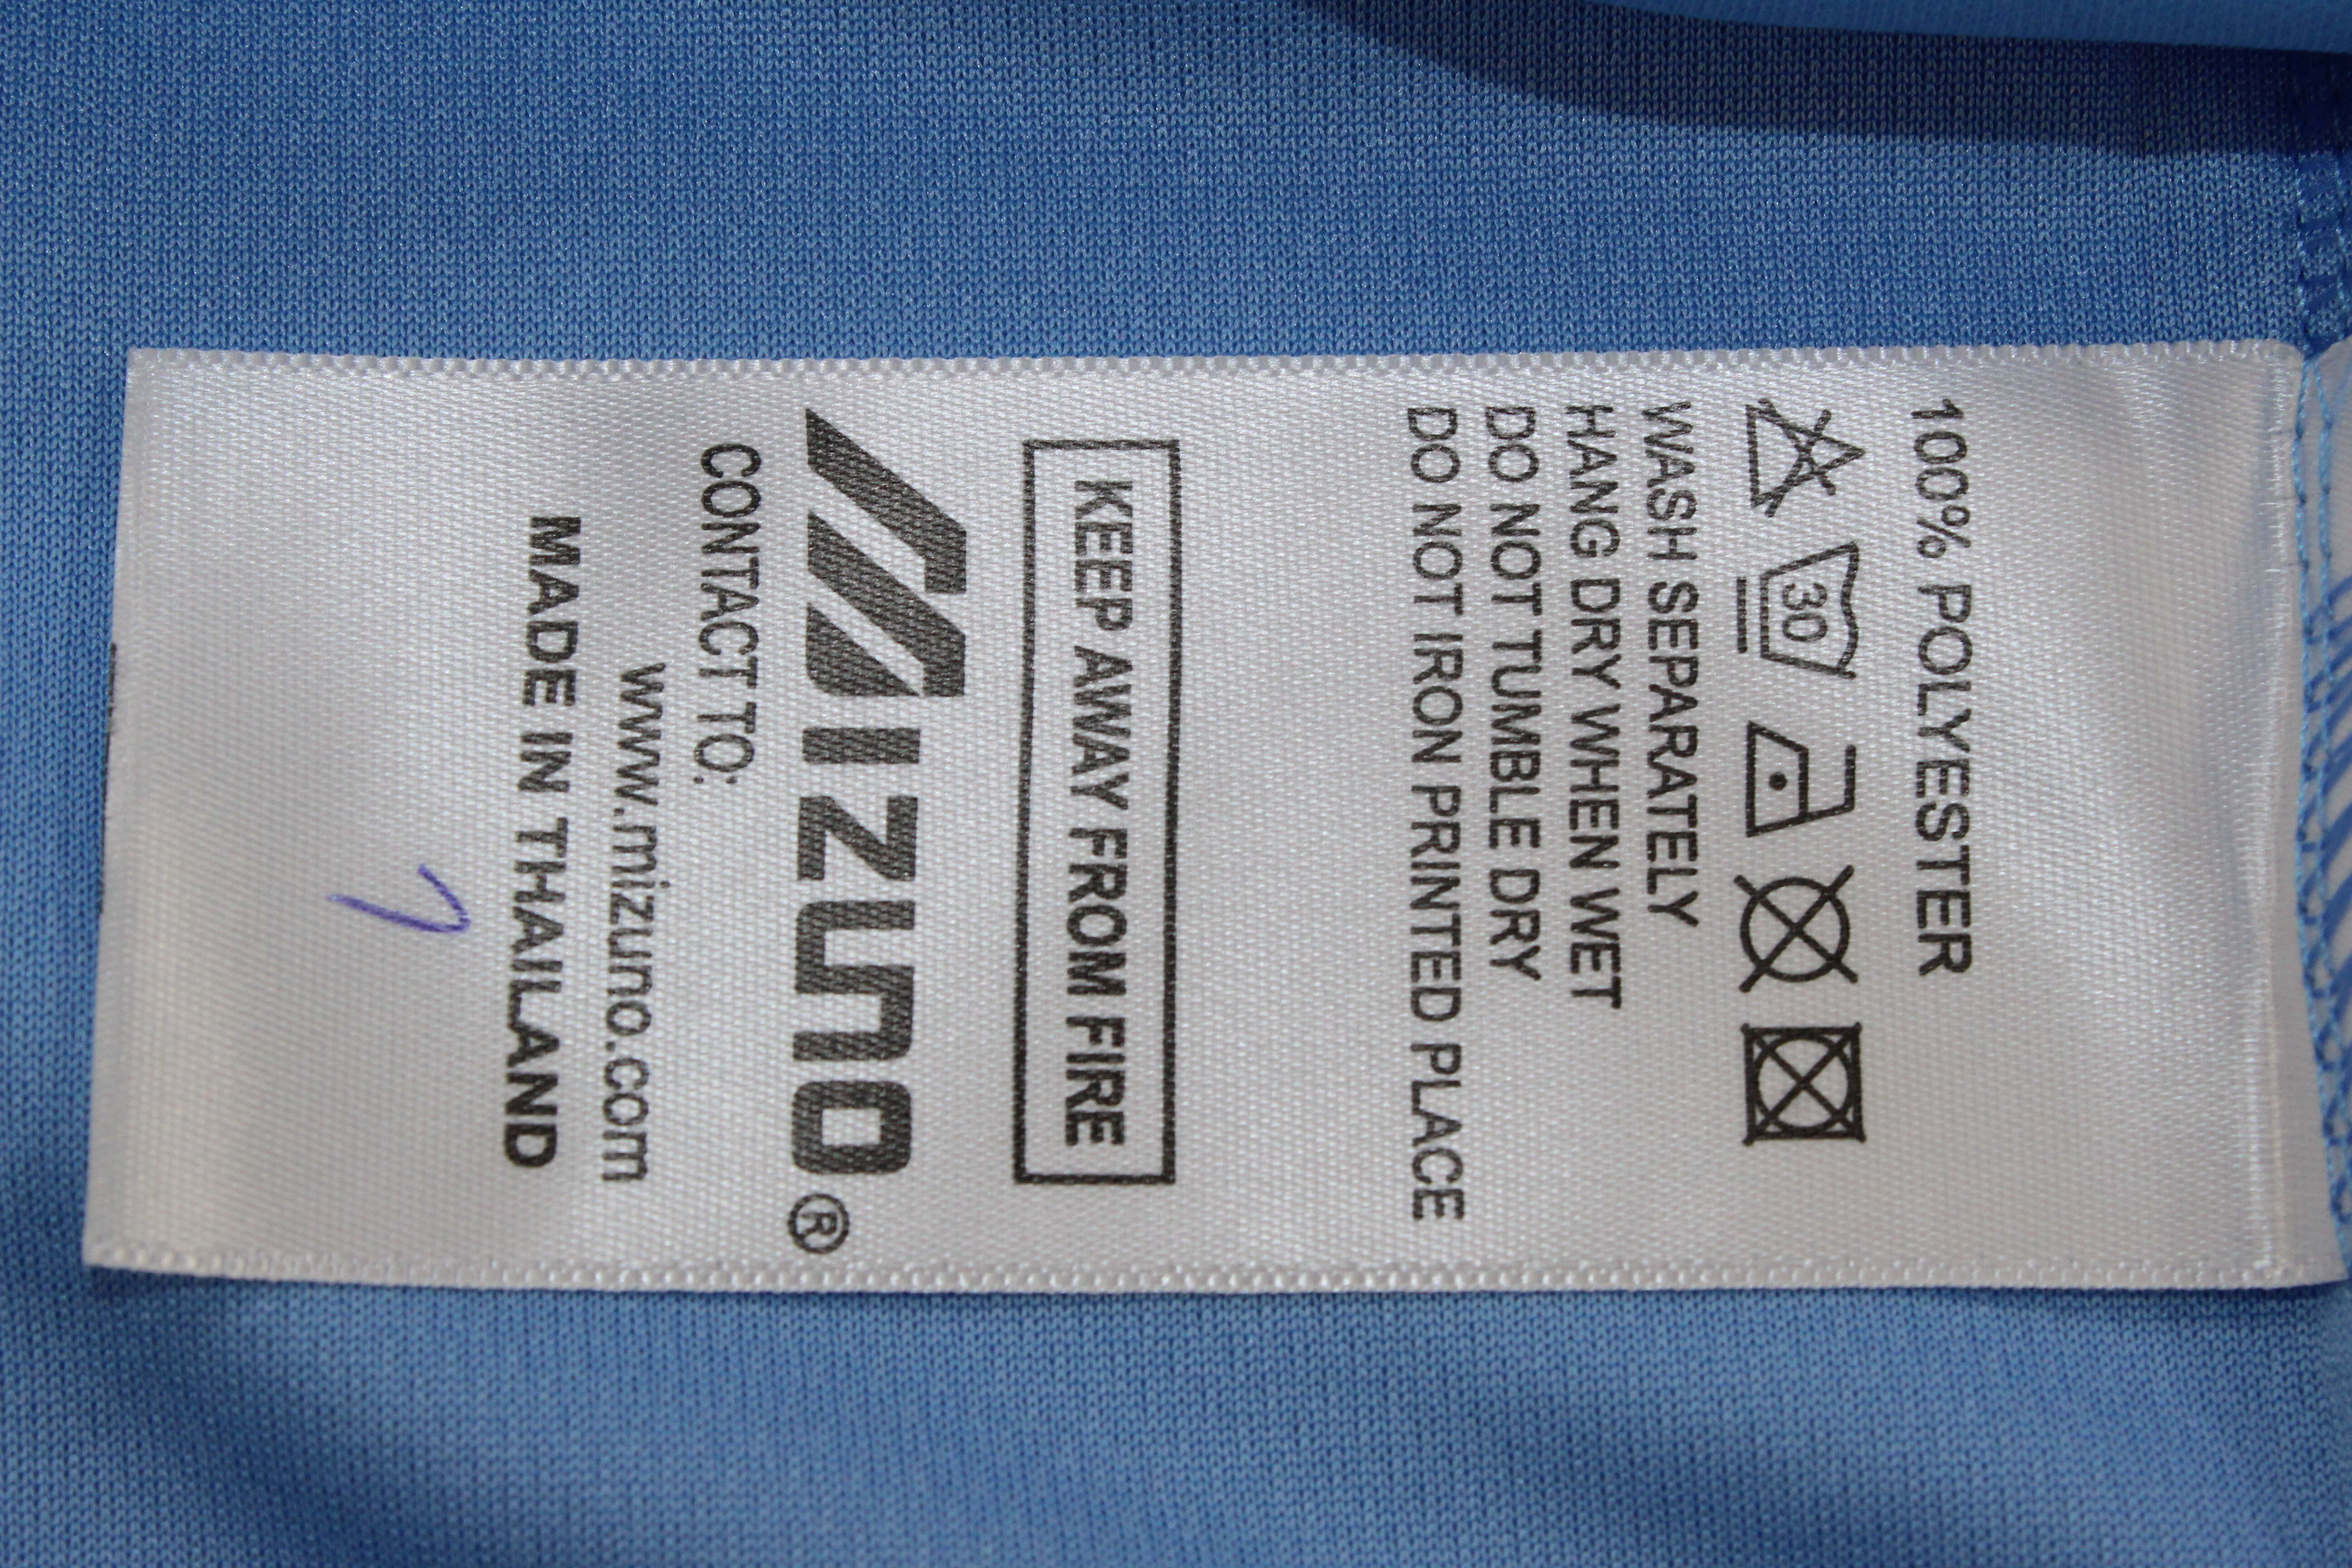 100% POLYESTER
30
WASH SEPARATELY
HANG DRY WHEN WET
DO NOT TUMBLE DRY
DO NOT IRON PRINTED PLACE
KEEP AWAY FROM FIRE
mizuno®
CONTACT TO:
www.mizuno.com
MADE IN THAILAND